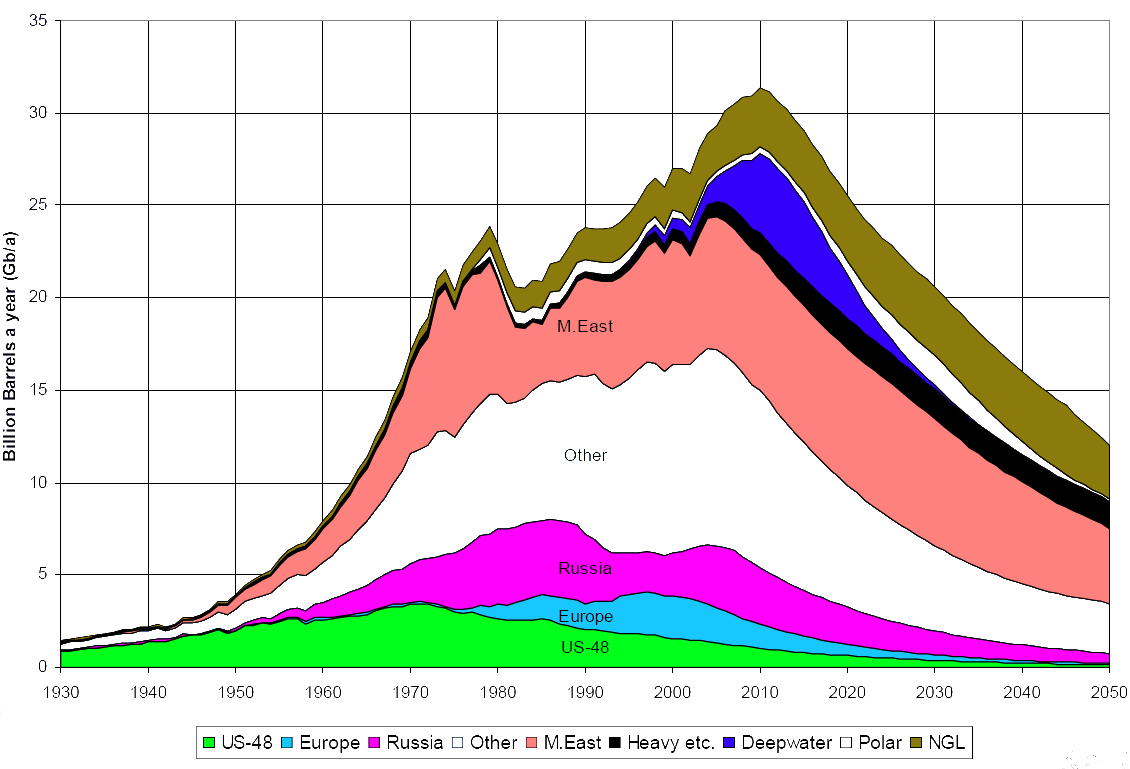 35
30
25
20
15
10
5
0
Billion Barrels a year (Gb/a)
M.East
Other
Russia
Europe
US-48
1930 1940 1950 1960 1970 1980 1990 2000 2010 2020 2030 2040 2050
US-48 Europe Russia Other M.East Heavy etc. Deepwater Polar NGL